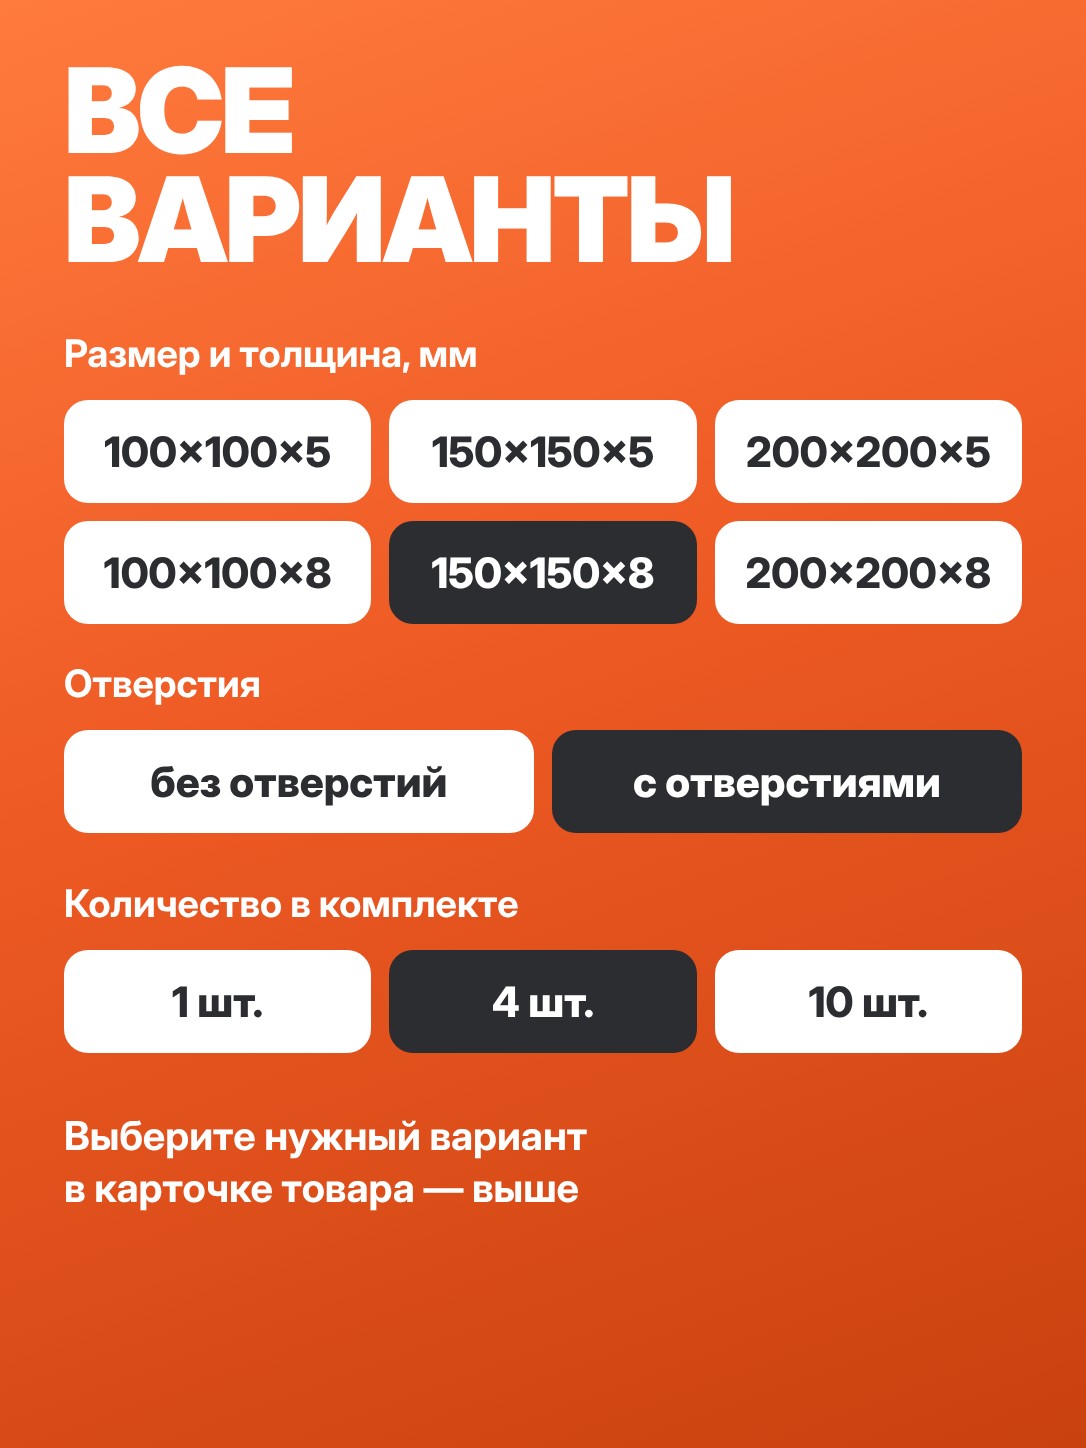 ВСЕ
ВАРИАНТЫ
Размер и толщина, мм
100×100×5 150×150×5 200×200×5
100×100×8 150×150×8 200×200×8
Отверстия
без отверстий с отверстиями
Количество в комплекте
1 шт. 4 шт. 10 шт.
Выберите нужный вариант
в карточке товара — выше